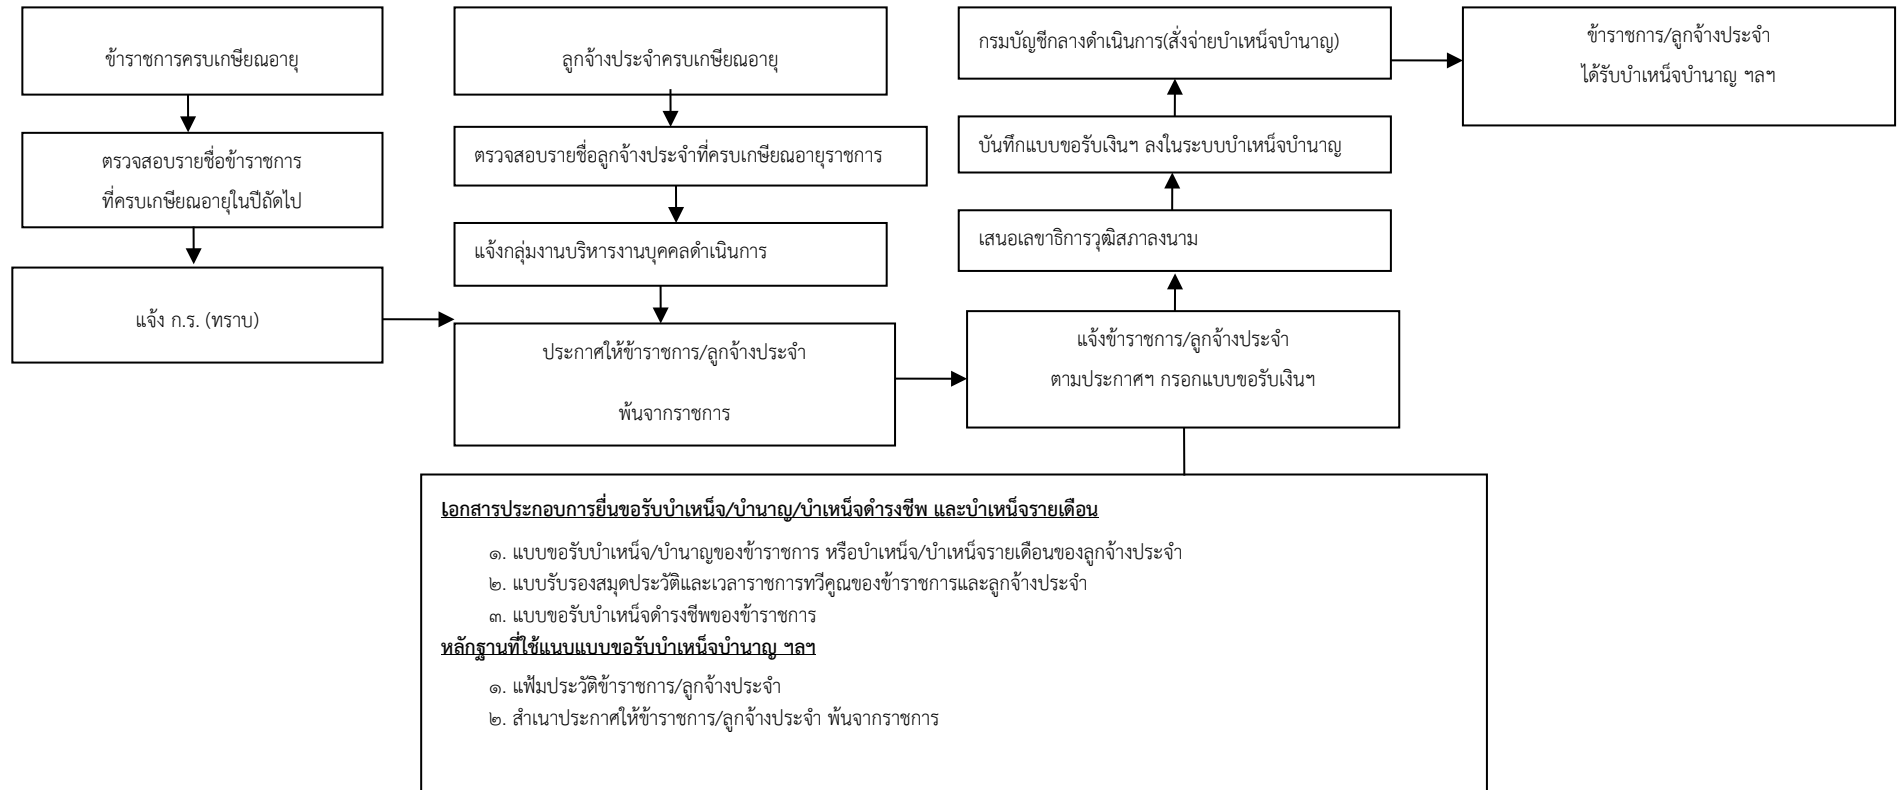 ข้าราชการครบเกษียณอายุ
ตรวจสอบรายชื่อข้าราชการ
ที่ครบเกษียณอายุในปีถัดไป
แจ้ง ก.ร. (ทราบ)
ลูกจ้างประจำครบเกษียณอายุ
ตรวจสอบรายชื่อลูกจ้างประจำที่ครบเกษียณอายุราชการ
แจ้งกลุ่มงานบริหารงานบุคคลดำเนินการ
ประกาศให้ข้าราชการ/ลูกจ้างประจำ
พ้นจากราชการ
แจ้งข้าราชการ/ลูกจ้างประจำ
ตามประกาศฯ กรอกแบบขอรับเงินฯ
เสนอเลขาธิการวุฒิสภาลงนาม
บันทึกแบบขอรับเงินฯ ลงในระบบบำเหน็จบำนาญ
กรมบัญชีกลางดำเนินการ(สั่งจ่ายบำเหน็จบำนาญ)
ข้าราชการ/ลูกจ้างประจำ
ได้รับบำเหน็จบำนาญ ฯลฯ
เอกสารประกอบการยื่นขอรับบำเหน็จ/บำนาญ/บำเหน็จดำรงชีพ และบำเหน็จรายเดือน
๑. แบบขอรับบำเหน็จ/บำนาญของข้าราชการ หรือบำเหน็จ/บำเหน็จรายเดือนของลูกจ้างประจำ
๒. แบบรับรองสมุดประวัติและเวลาราชการทวีคูณของข้าราชการและลูกจ้างประจำ
๓. แบบขอรับบำเหน็จดำรงชีพของข้าราชการ
หลักฐานที่ใช้แนบแบบขอรับบำเหน็จบำนาญ ฯลฯ
๑. แฟ้มประวัติข้าราชการ/ลูกจ้างประจำ
๒. สำเนาประกาศให้ข้าราชการ/ลูกจ้างประจำ พ้นจากราชการ